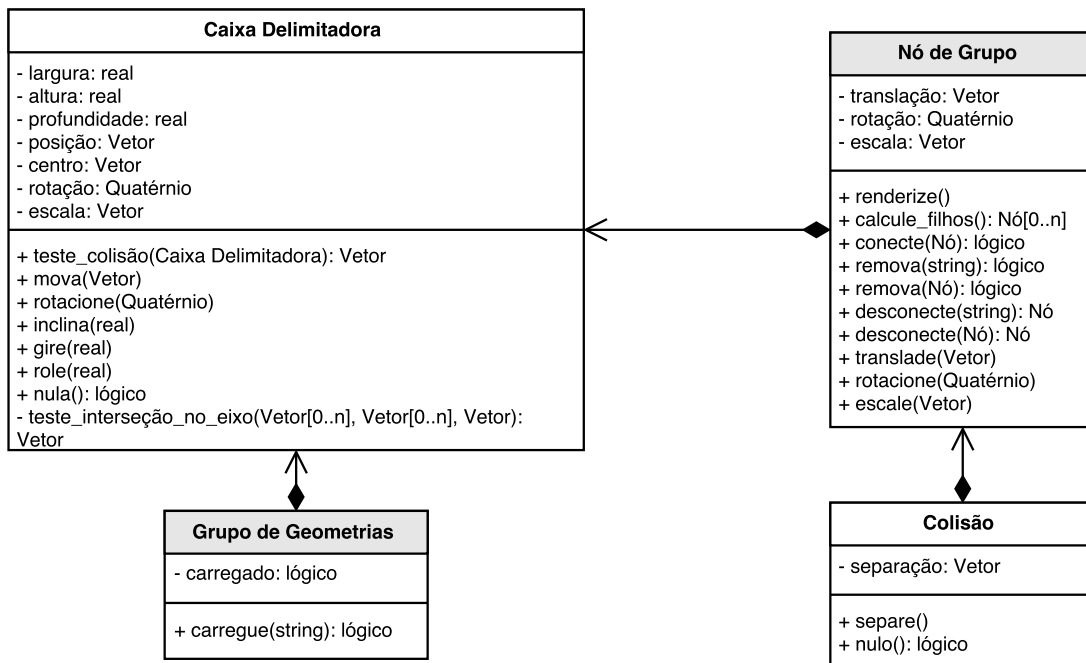 Caixa Delimitadora
- largura: real
- altura: real
- profundidade: real
- posição: Vetor
- centro: Vetor
- rotação: Quatérnio
- escala: Vetor
+ teste_colisão(Caixa Delimitadora): Vetor
+ mova(Vetor)
+ rotacione(Quatérnio)
+ inclina(real)
+ gire(real)
+ role(real)
+ nula(): lógico
- teste_interseção_no_eixo(Vetor[0..n], Vetor[0..n], Vetor):
Vetor
Nó de Grupo
- translação: Vetor
- rotação: Quatérnio
- escala: Vetor
+ renderize()
+ calcule_filhos(): Nó[0..n]
+ conecte(Nó): lógico
+ remova(string): lógico
+ remova(Nó): lógico
+ desconecte(string): Nó
+ desconecte(Nó): Nó
+ translade(Vetor)
+ rotacione(Quatérnio)
+ escale(Vetor)
Grupo de Geometrias
- carregado: lógico
+ carregue(string): lógico
Colisão
- separação: Vetor
+ separe()
+ nulo(): lógico